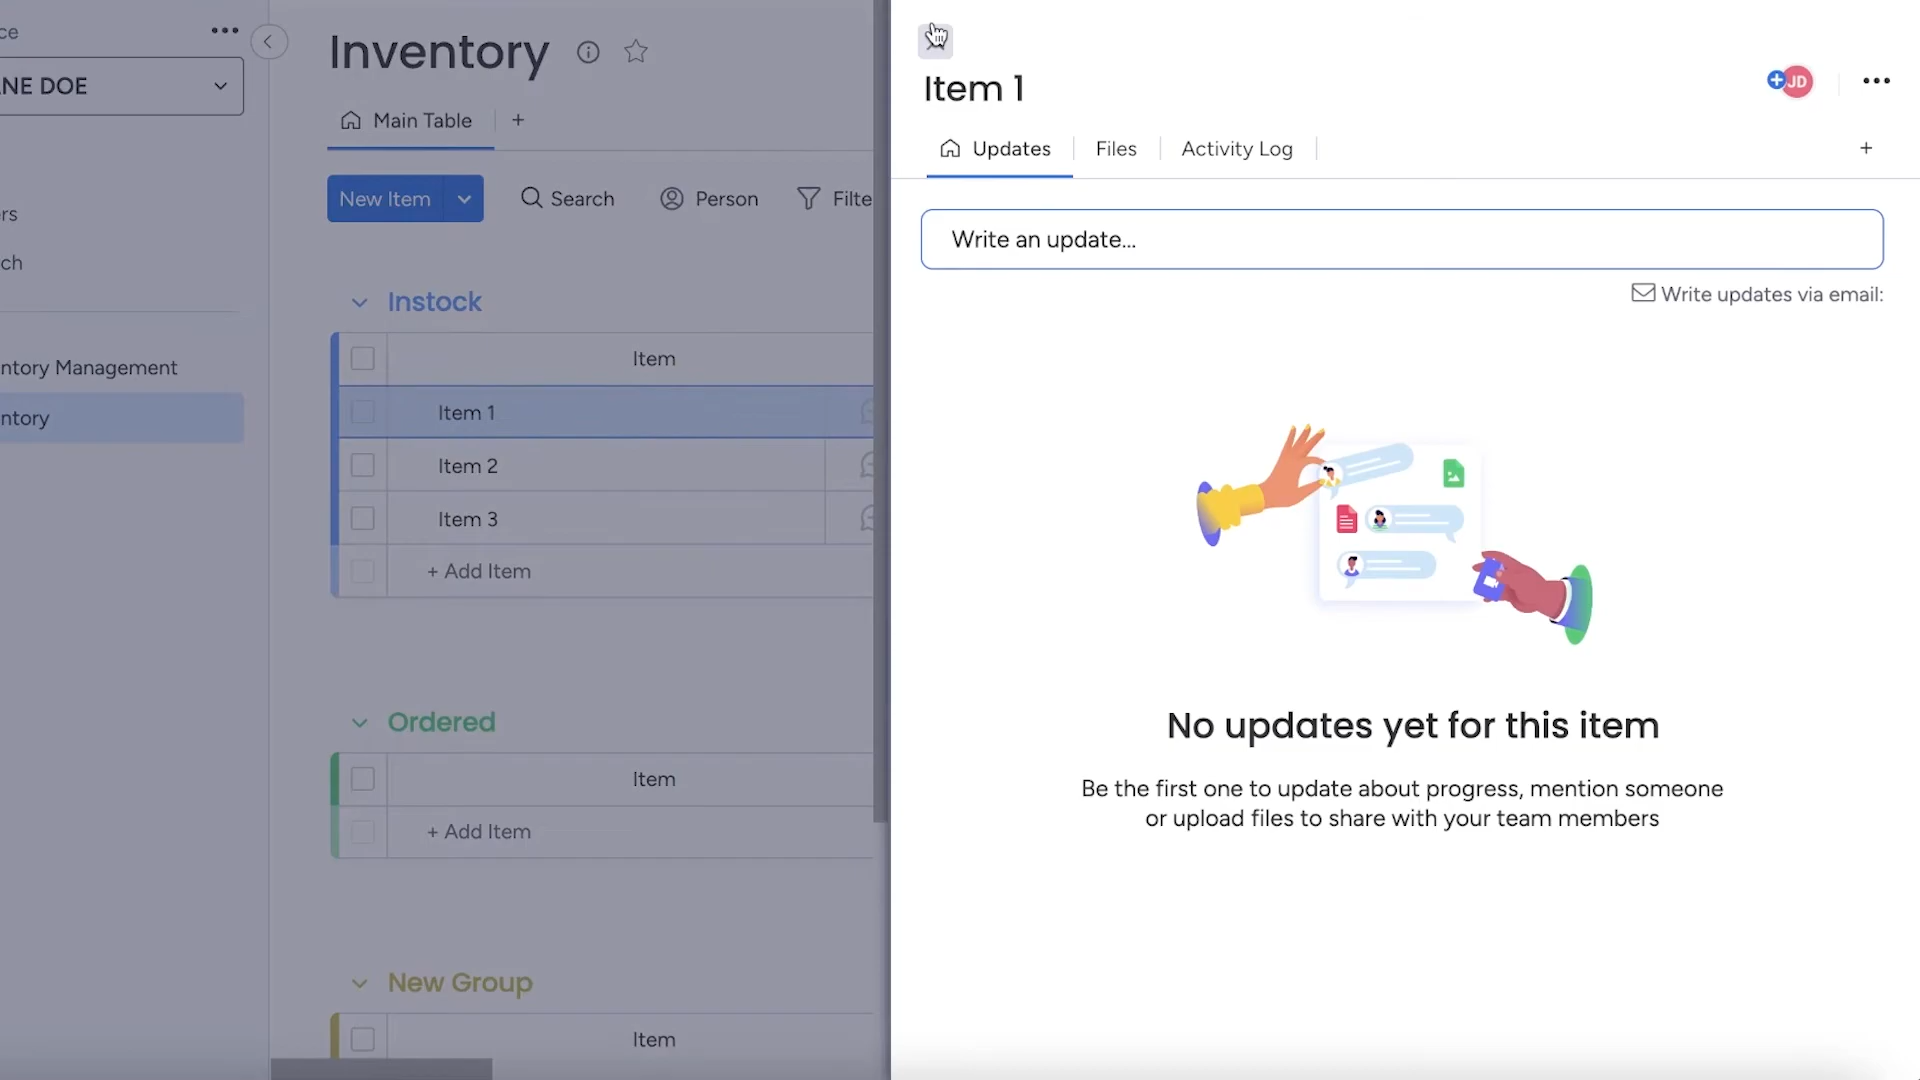 ce
NE DOE
rs
ch
ntory Management
ntory
Inventory
Main Table
+
New Item
Search
Person
Filte
Instock
Item
Item 1
Item 2
Item 3
+ Add Item
Ordered
Item
+ Add Item
New Group
Item
Item 1
JD
Updates
Files
Activity Log
+
Write an update...
Write updates via email:
No updates yet for this item
Be the first one to update about progress, mention someone
or upload files to share with your team members